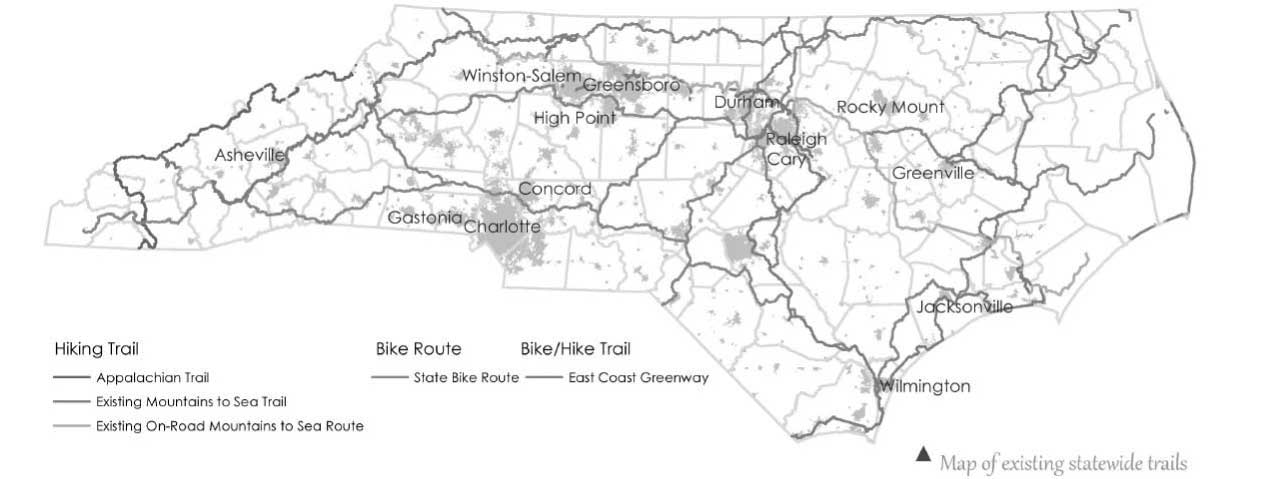 Winston-Salem
Greensboro
Durham
Rocky Mount
High Point
Raleigh
Cary
Asheville
Greenville
Concord
Gastonia
Charlotte
Jacksonville
Wilmington
Hiking Trail
Appalachian Trail
Existing Mountains to Sea Trail
Existing On-Road Mountains to Sea Route
Bike Route
State Bike Route
Bike/Hike Trail
East Coast Greenway
Map of existing statewide trails